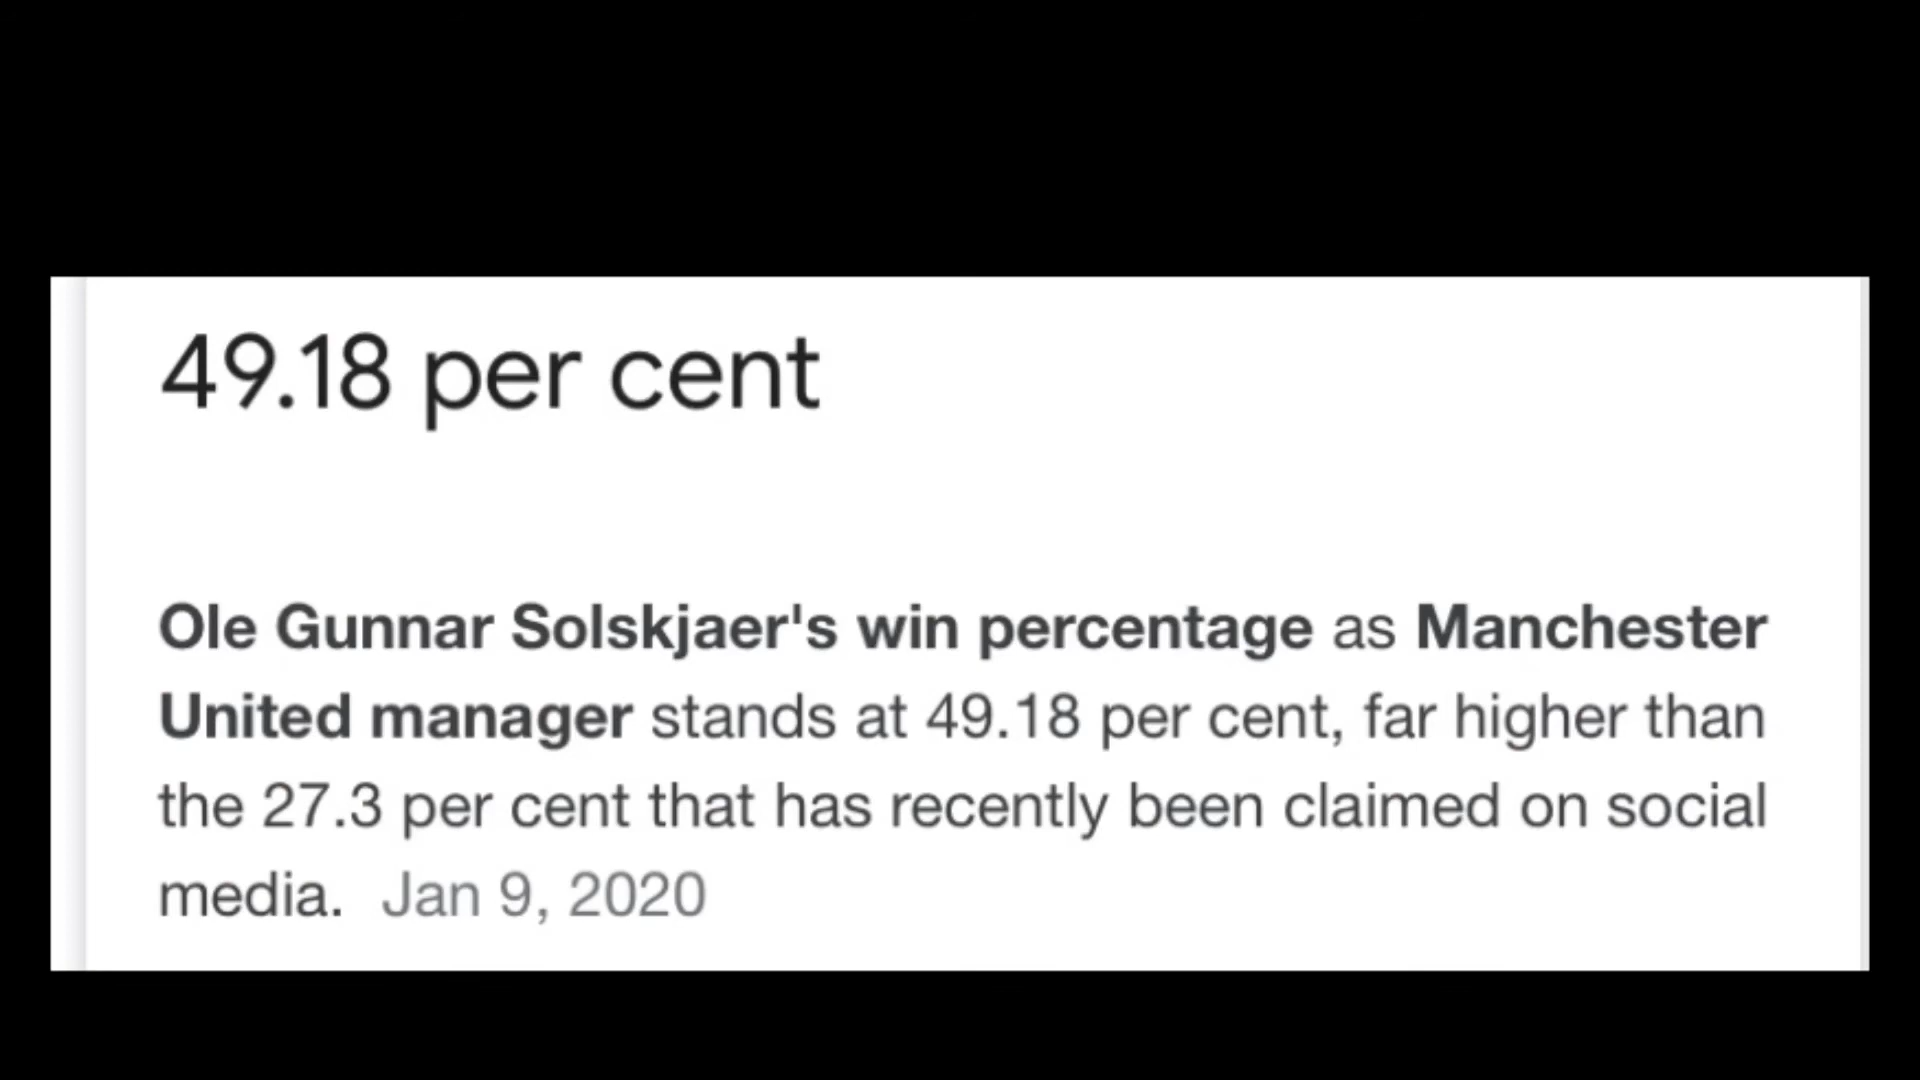 49.18 per cent
Ole Gunnar Solskjaer's win percentage as Manchester
United manager stands at 49.18 per cent, far higher than
the 27.3 per cent that has recently been claimed on social
media. Jan 9, 2020